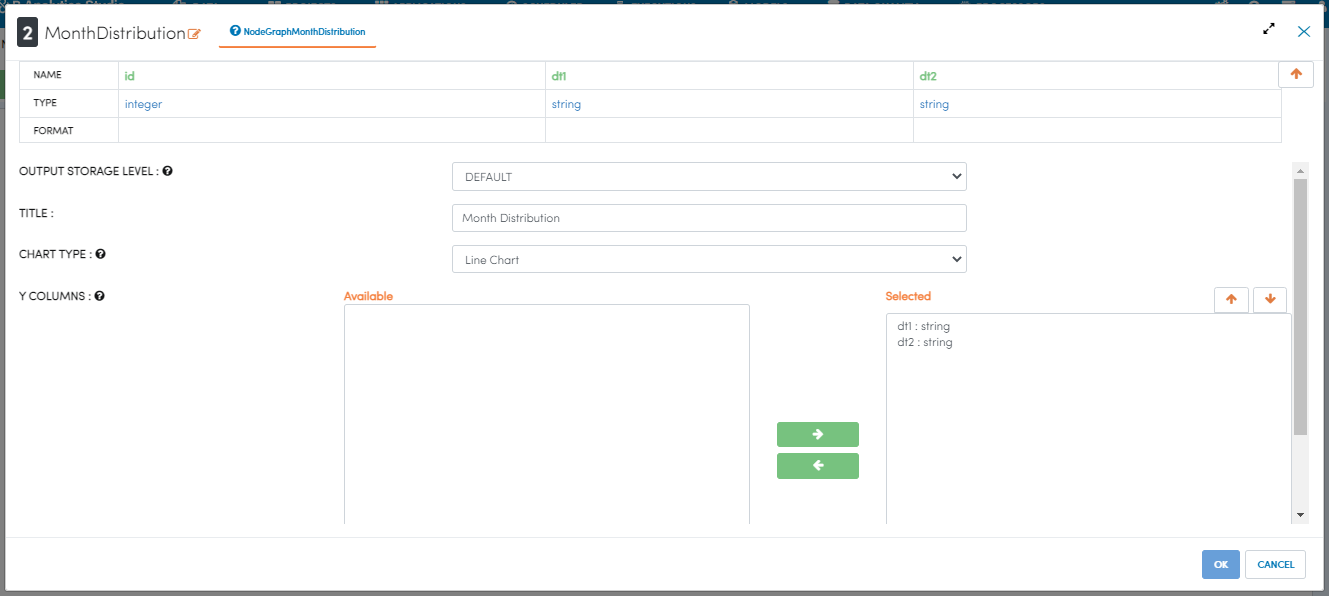 2 MonthDistribution NodeGraphMonthDistribution
NAME id dt1 dt2
TYPE integer string string
FORMAT
OUTPUT STORAGE LEVEL : DEFAULT
TITLE : Month Distribution
CHART TYPE : Line Chart
Y COLUMNS : Available Selected
dt1 : string
dt2 : string
OK CANCEL